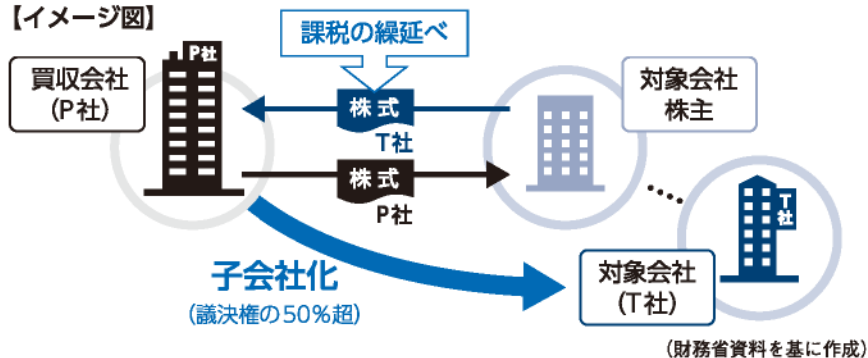 【イメージ図】
課税の繰延べ
P社
買収会社
(P社)
株式
T社
株式
P社
対象会社
株主
T社
子会社化
(議決権の50%超)
対象会社
(T社)
(財務省資料を基に作成)